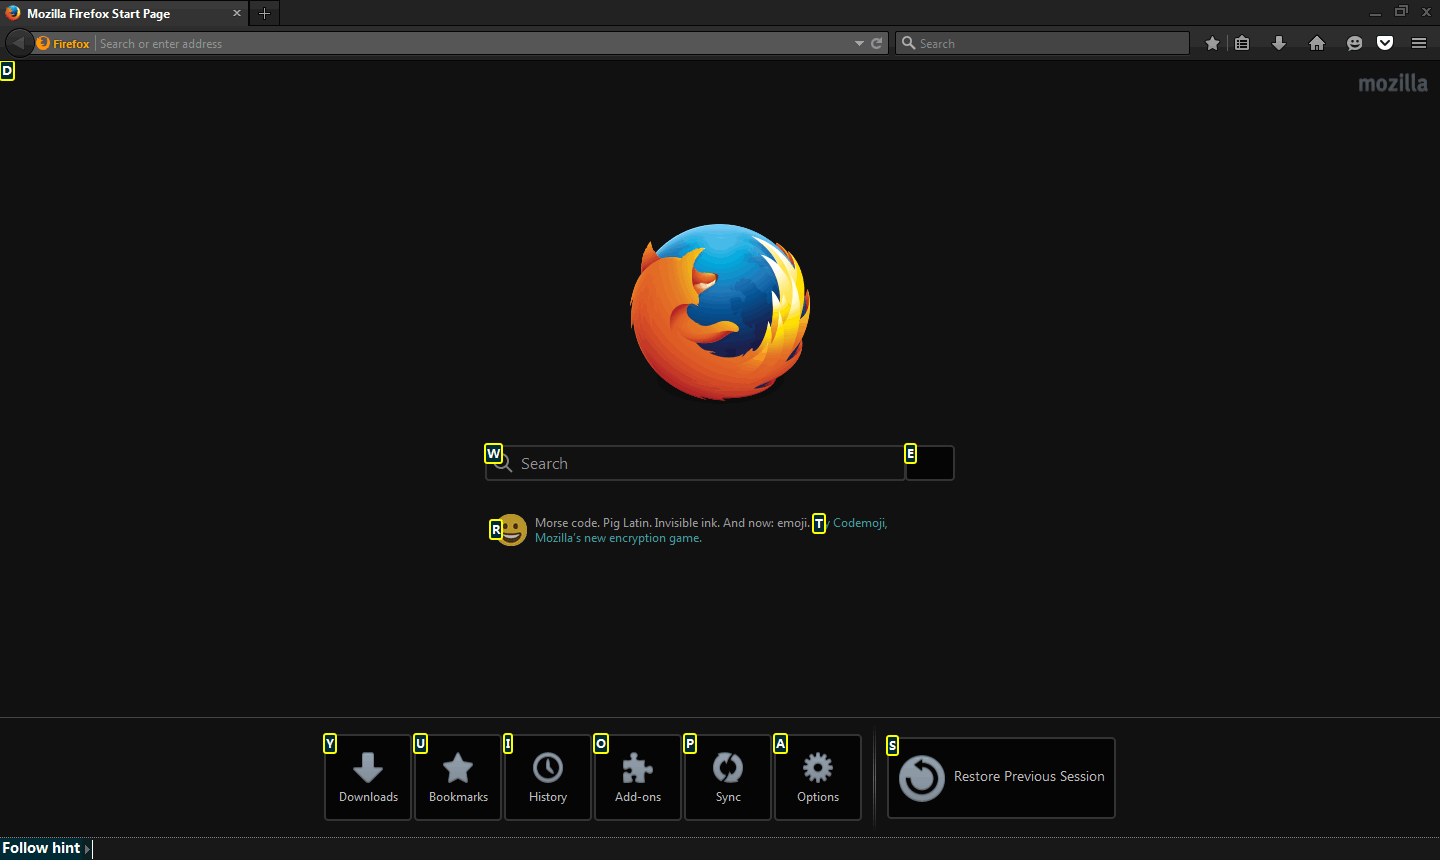 Mozilla Firefox Start Page
Firefox Search or enter address
Search
D
mozilla
W Search E
R Morse code. Pig Latin. Invisible ink. And now: emoji. T y Codemoji,
Mozilla's new encryption game.
Y U I O P A S
Downloads Bookmarks History Add-ons Sync Options
Restore Previous Session
Follow hint